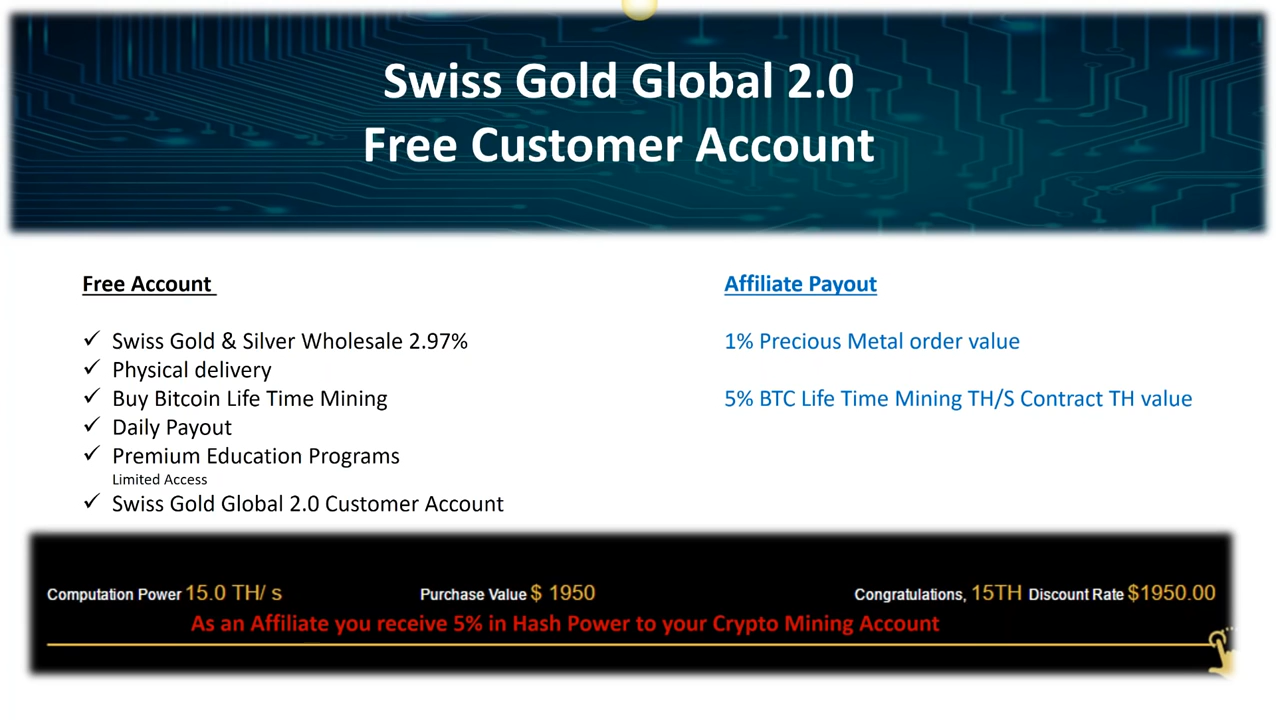 Swiss Gold Global 2.0
Free Customer Account
Free Account
Swiss Gold & Silver Wholesale 2.97%
Physical delivery
Buy Bitcoin Life Time Mining
Daily Payout
Premium Education Programs
Limited Access
Swiss Gold Global 2.0 Customer Account
Affiliate Payout
1% Precious Metal order value
5% BTC Life Time Mining TH/S Contract TH value
Computation Power 15.0 TH/ s
Purchase Value $ 1950
Congratulations, 15TH Discount Rate $1950.00
As an Affiliate you receive 5% in Hash Power to your Crypto Mining Account